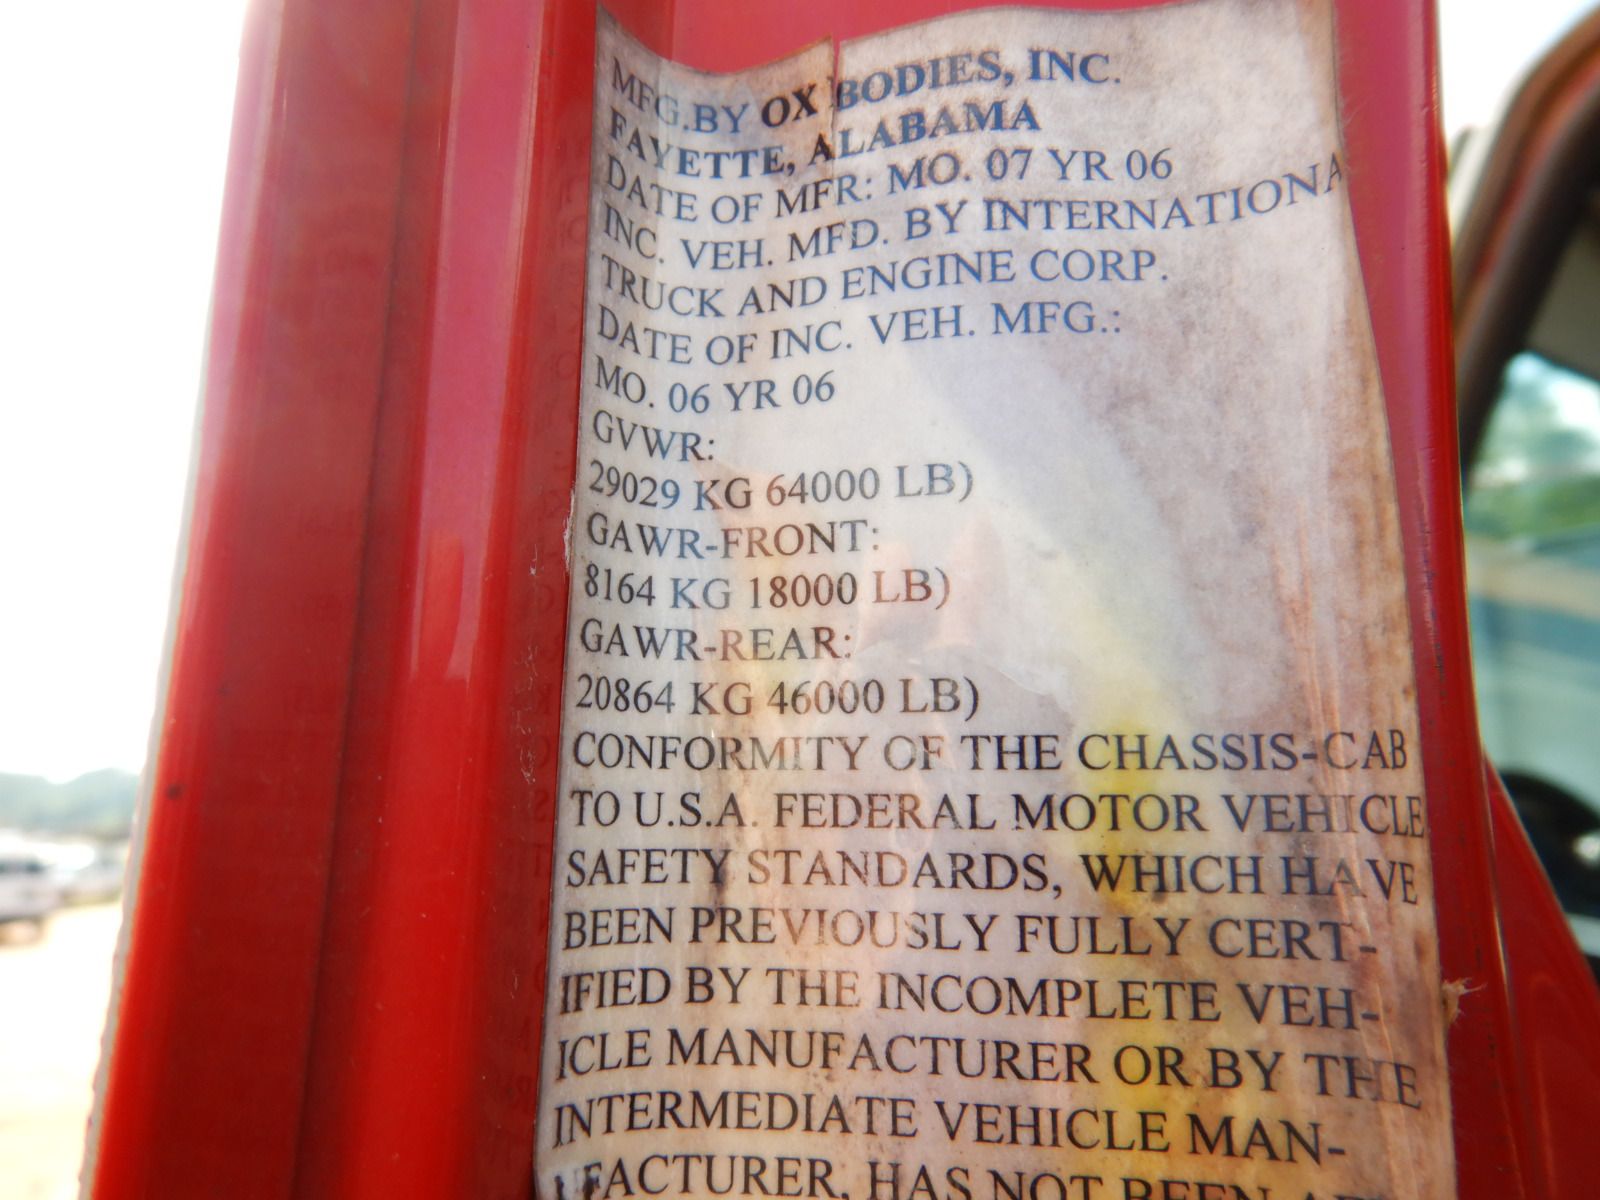 MFG.BY OX BODIES, INC.
FAYETTE, ALABAMA
DATE OF MFR: MO. 07 YR 06
INC. VEH. MFD. BY INTERNATIONA
TRUCK AND ENGINE CORP.
DATE OF INC. VEH. MFG.:
MO. 06 YR 06
GVWR:
29029 KG 64000 LB)
GAWR-FRONT:
8164 KG 18000 LB)
GAWR-REAR:
20864 KG 46000 LB)
CONFORMITY OF THE CHASSIS-CAB
TO U.S.A. FEDERAL MOTOR VEHICLE
SAFETY STANDARDS, WHICH HAVE
BEEN PREVIOUSLY FULLY CERT-
IFIED BY THE INCOMPLETE VEH-
ICLE MANUFACTURER OR BY THE
INTERMEDIATE VEHICLE MAN-
UFACTURER, HAS NOT BEEN